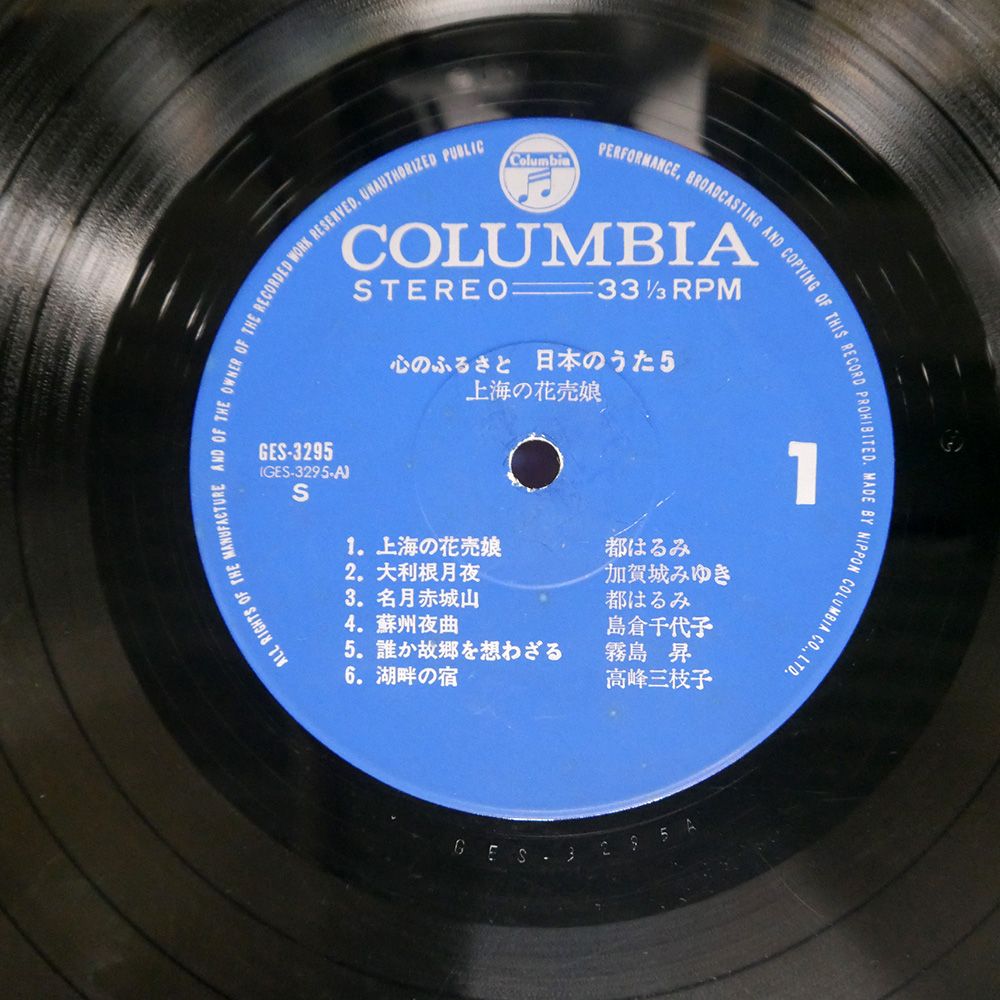 ALL RIGHTS OF THE MANUFACTURE AND OF THE OWNER OF THE RECORDED WORK RESERVED. UNAUTHORIZED PUBLIC PERFORMANCE, BROADCASTING AND COPYING OF THIS RECORD PROHIBITED. MADE BY NIPPON COLUMBIA CO., LTD.
Columbia
COLUMBIA
STEREO 33 1/3 RPM
心のふるさと 日本のうた5
上海の花売娘
GES-3295
(GES-3295-A)
S
1
1. 上海の花売娘 都はるみ
2. 大利根月夜 加賀城みゆき
3. 名月赤城山 都はるみ
4. 蘇州夜曲 島倉千代子
5. 誰か故郷を想わざる 霧島 昇
6. 湖畔の宿 高峰三枝子
GES-3295A